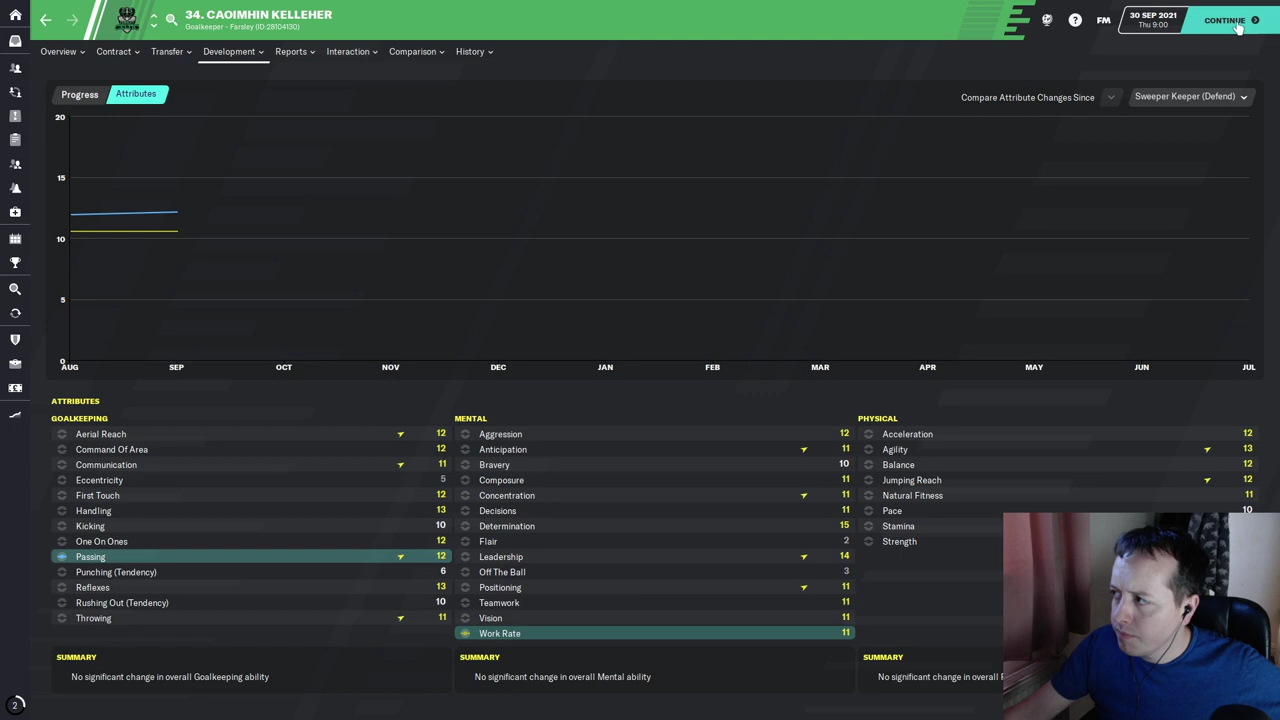 34. CAOIMHIN KELLEHER
Goalkeeper - Farsley (ID:28104130)
FM
30 SEP 2021
Thu 9:00
CONTINUE
Overview
Contract
Transfer
Development
Reports
Interaction
Comparison
History
Progress
Attributes
Compare Attribute Changes Since
Sweeper Keeper (Defend)
20
15
10
5
0
AUG SEP OCT NOV DEC JAN FEB MAR APR MAY JUN JUL
ATTRIBUTES
GOALKEEPING
Aerial Reach 12
Command Of Area 12
Communication 11
Eccentricity 5
First Touch 12
Handling 13
Kicking 10
One On Ones 12
Passing 12
Punching (Tendency) 6
Reflexes 13
Rushing Out (Tendency) 10
Throwing 11
MENTAL
Aggression 12
Anticipation 11
Bravery 10
Composure 11
Concentration 11
Decisions 11
Determination 15
Flair 2
Leadership 14
Off The Ball 3
Positioning 11
Teamwork 11
Vision 11
Work Rate 11
PHYSICAL
Acceleration 12
Agility 13
Balance 12
Jumping Reach 12
Natural Fitness 11
Pace 10
Stamina
Strength
SUMMARY
No significant change in overall Goalkeeping ability
SUMMARY
No significant change in overall Mental ability
SUMMARY
No significant change in overall
2